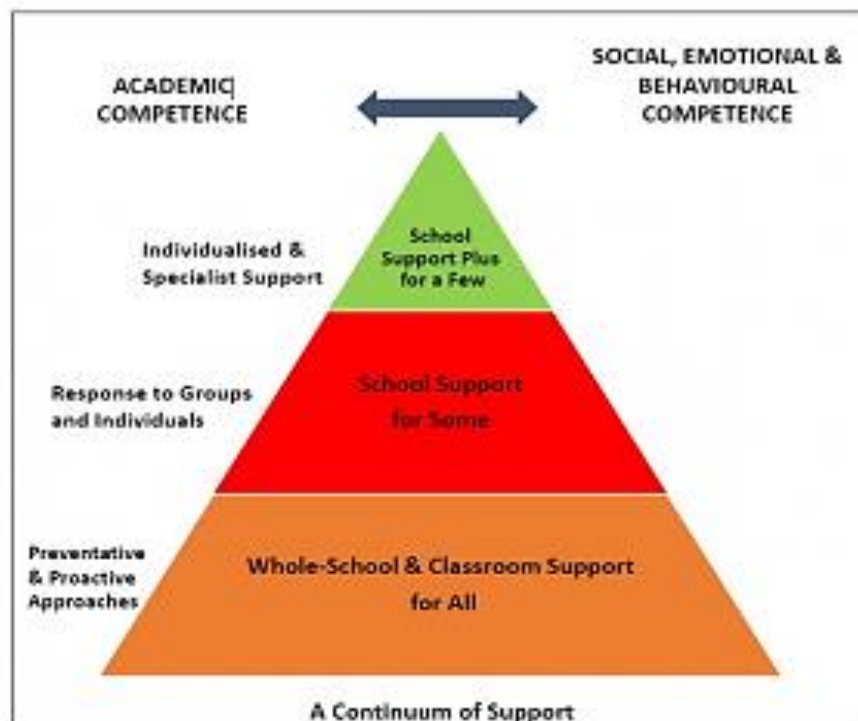 ACADEMIC
COMPETENCE
SOCIAL, EMOTIONAL &
BEHAVIOURAL
COMPETENCE
Individualised &
Specialist Support
School
Support Plus
for a Few
Response to Groups
and Individuals
School Support
for Some
Preventative
& Proactive
Approaches
Whole-School & Classroom Support
for All
A Continuum of Support